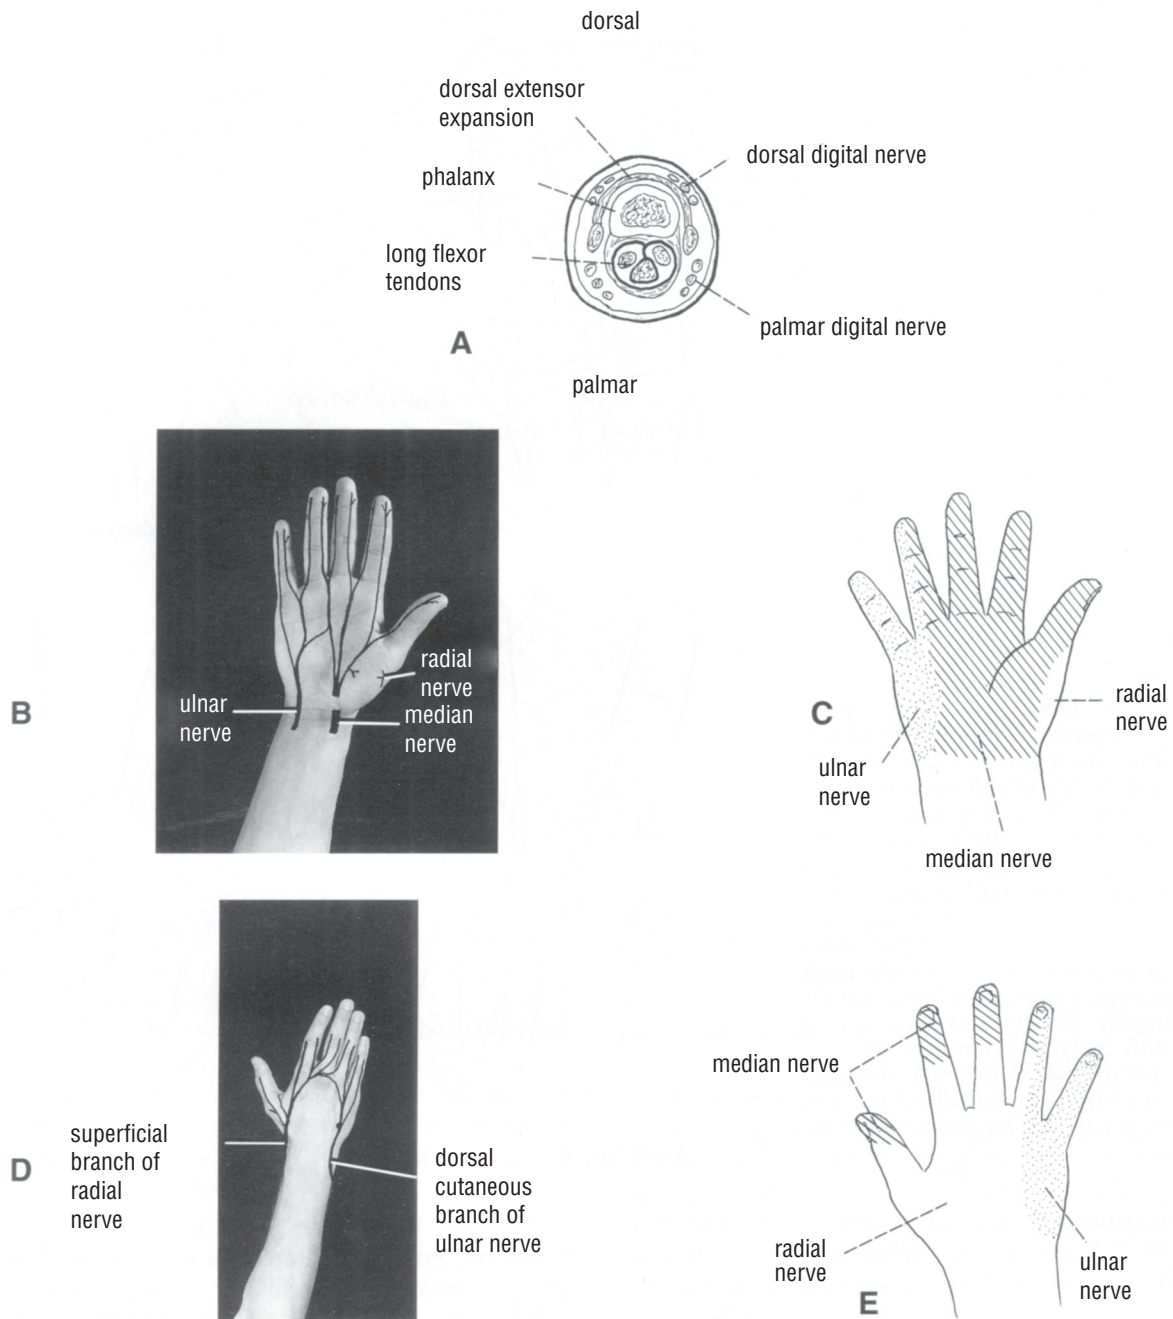 dorsal
dorsal extensor
expansion
dorsal digital nerve
phalanx
long flexor
tendons
palmar digital nerve
A
palmar
radial
nerve
ulnar
nerve
median
nerve
B
C
radial
nerve
ulnar
nerve
median nerve
median nerve
superficial
branch of
radial
nerve
D
dorsal
cutaneous
branch of
ulnar nerve
radial
nerve
ulnar
nerve
E